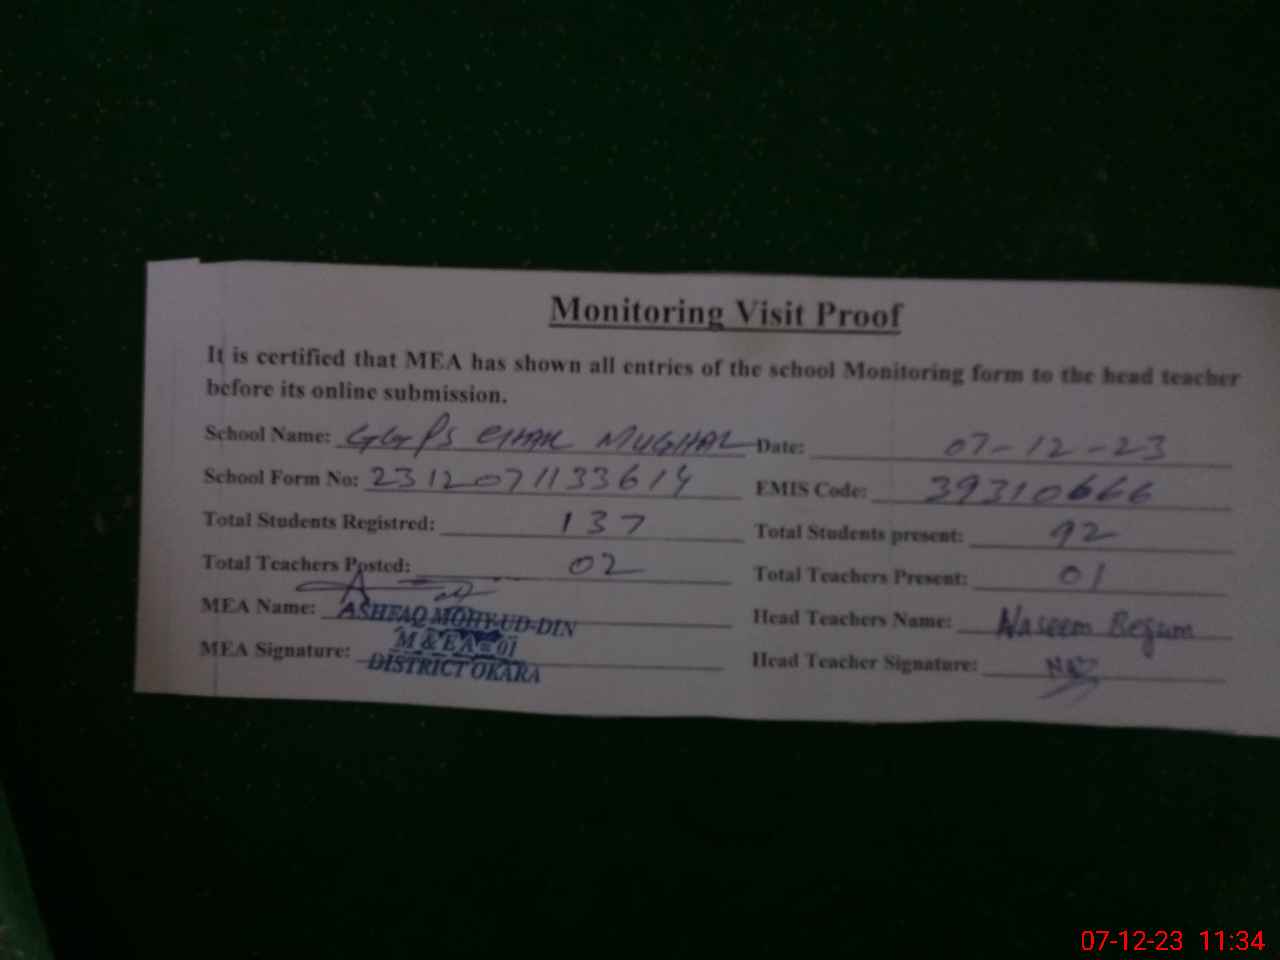 Monitoring Visit Proof
It is certified that MEA has shown all entries of the school Monitoring form to the head teacher
before its online submission.
School Name: GGPS CHAK MUGHAL Date: 07-12-23
School Form No: 2312071133614 EMIS Code: 39310666
Total Students Registred: 137 Total Students present: 92
Total Teachers Posted: 02 Total Teachers Present: 01
MEA Name: ASHFAQ MOHY-UD-DIN Head Teachers Name: Naseem Begum
M & E A = 01
MEA Signature: DISTRICT OKARA Head Teacher Signature:
07-12-23 11:34